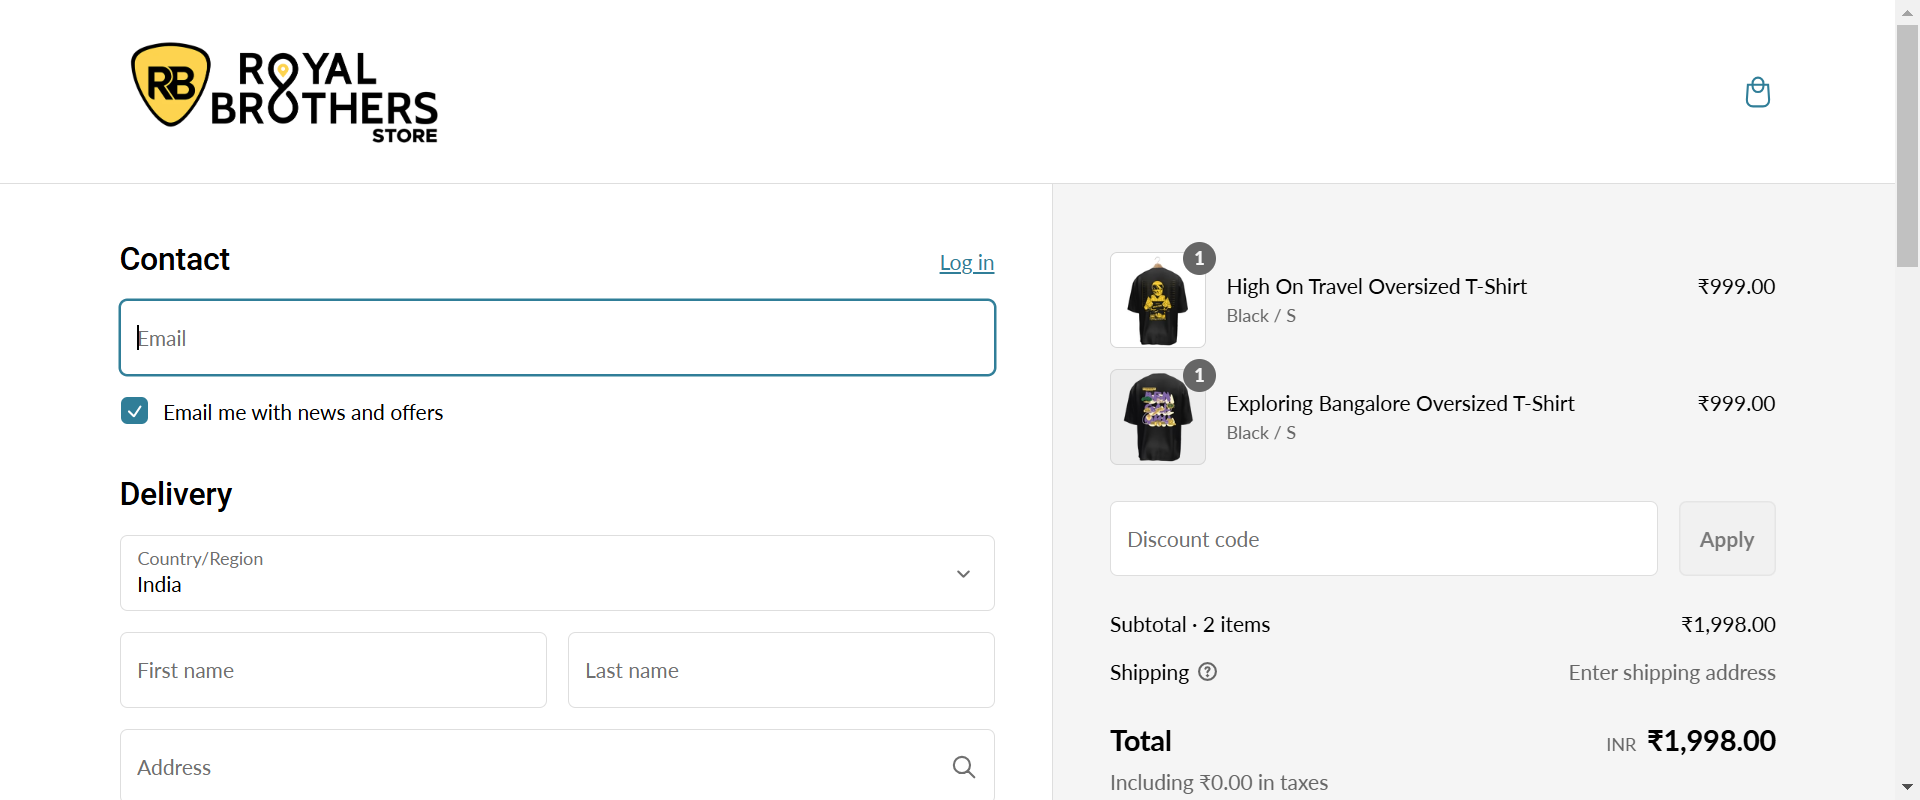 RB
ROYAL
BROTHERS
STORE
Contact
Log in
Email
Email me with news and offers
Delivery
Country/Region
India
First name
Last name
Address
1
High On Travel Oversized T-Shirt
₹999.00
Black / S
1
Exploring Bangalore Oversized T-Shirt
₹999.00
Black / S
Discount code
Apply
Subtotal · 2 items
₹1,998.00
Shipping ?
Enter shipping address
Total
INR ₹1,998.00
Including ₹0.00 in taxes